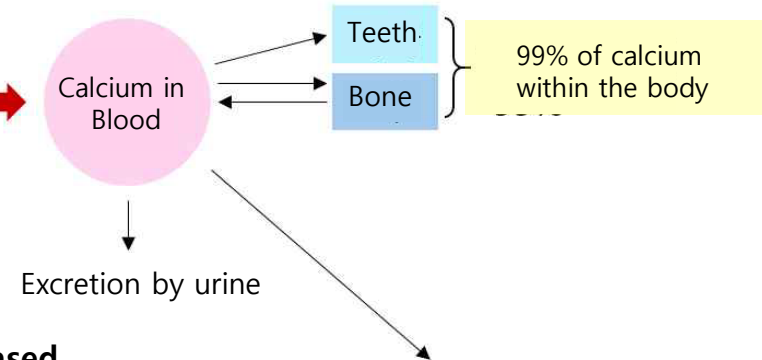 Teeth
Calcium in
Blood
Bone
99% of calcium
within the body
Excretion by urine